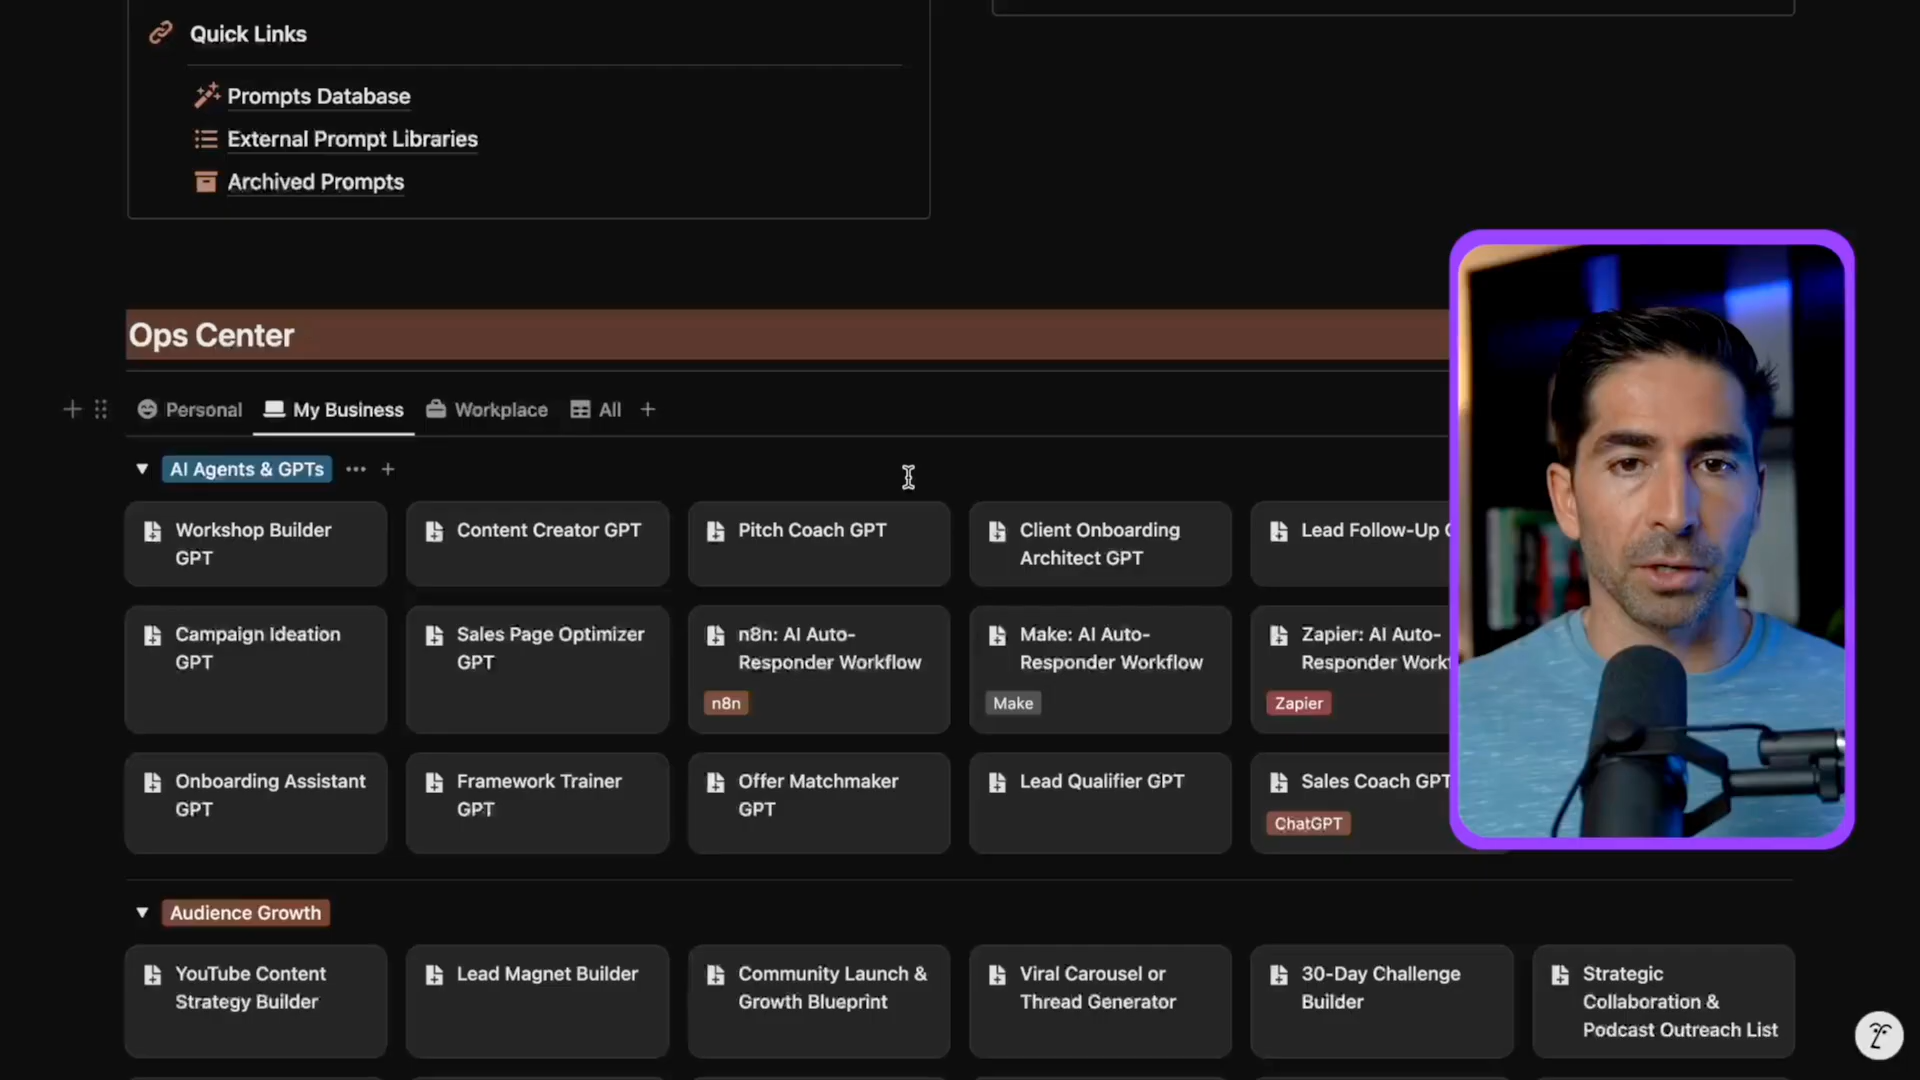 Quick Links
Prompts Database
External Prompt Libraries
Archived Prompts
Ops Center
Personal
My Business
Workplace
All
AI Agents & GPTs
Workshop Builder
GPT
Content Creator GPT
Pitch Coach GPT
Client Onboarding
Architect GPT
Lead Follow-Up
Campaign Ideation
GPT
Sales Page Optimizer
GPT
n8n: AI Auto-
Responder Workflow
n8n
Make: AI Auto-
Responder Workflow
Make
Zapier: AI Auto-
Responder
Zapier
Onboarding Assistant
GPT
Framework Trainer
GPT
Offer Matchmaker
GPT
Lead Qualifier GPT
Sales Coach GPT
ChatGPT
Audience Growth
YouTube Content
Strategy Builder
Lead Magnet Builder
Community Launch &
Growth Blueprint
Viral Carousel or
Thread Generator
30-Day Challenge
Builder
Strategic
Collaboration &
Podcast Outreach List